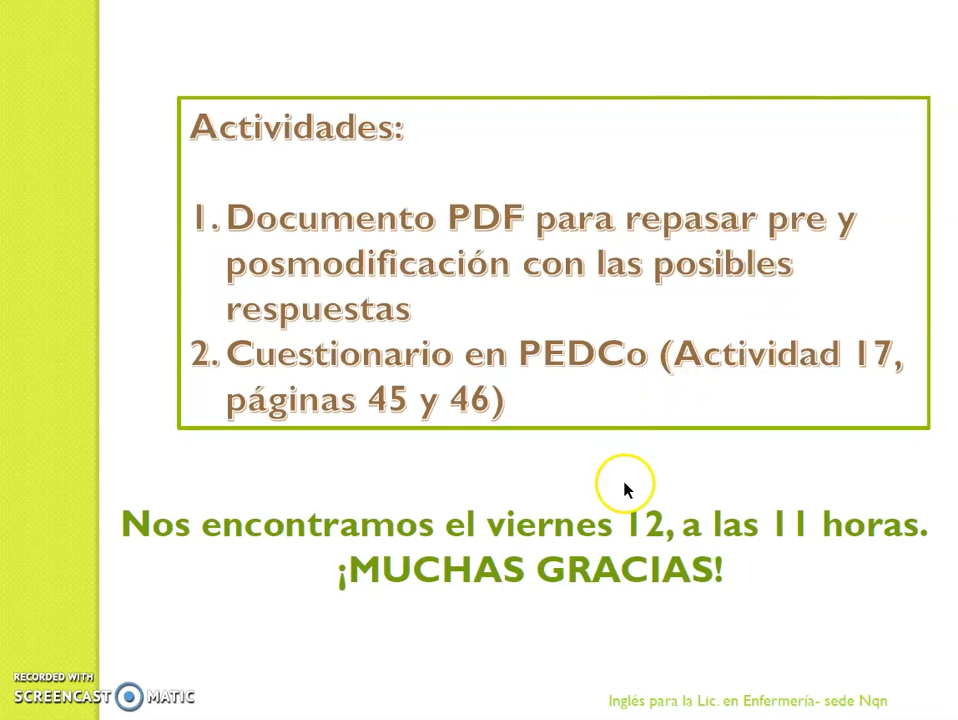 Actividades:
1. Documento PDF para repasar pre y
posmodificación con las posibles
respuestas
2. Cuestionario en PEDCo (Actividad 17,
páginas 45 y 46)
Nos encontramos el viernes 12, a las 11 horas.
¡MUCHAS GRACIAS!
RECORDED WITH
SCREENCAST MATIC
Inglés para la Lic. en Enfermería- sede Nqn